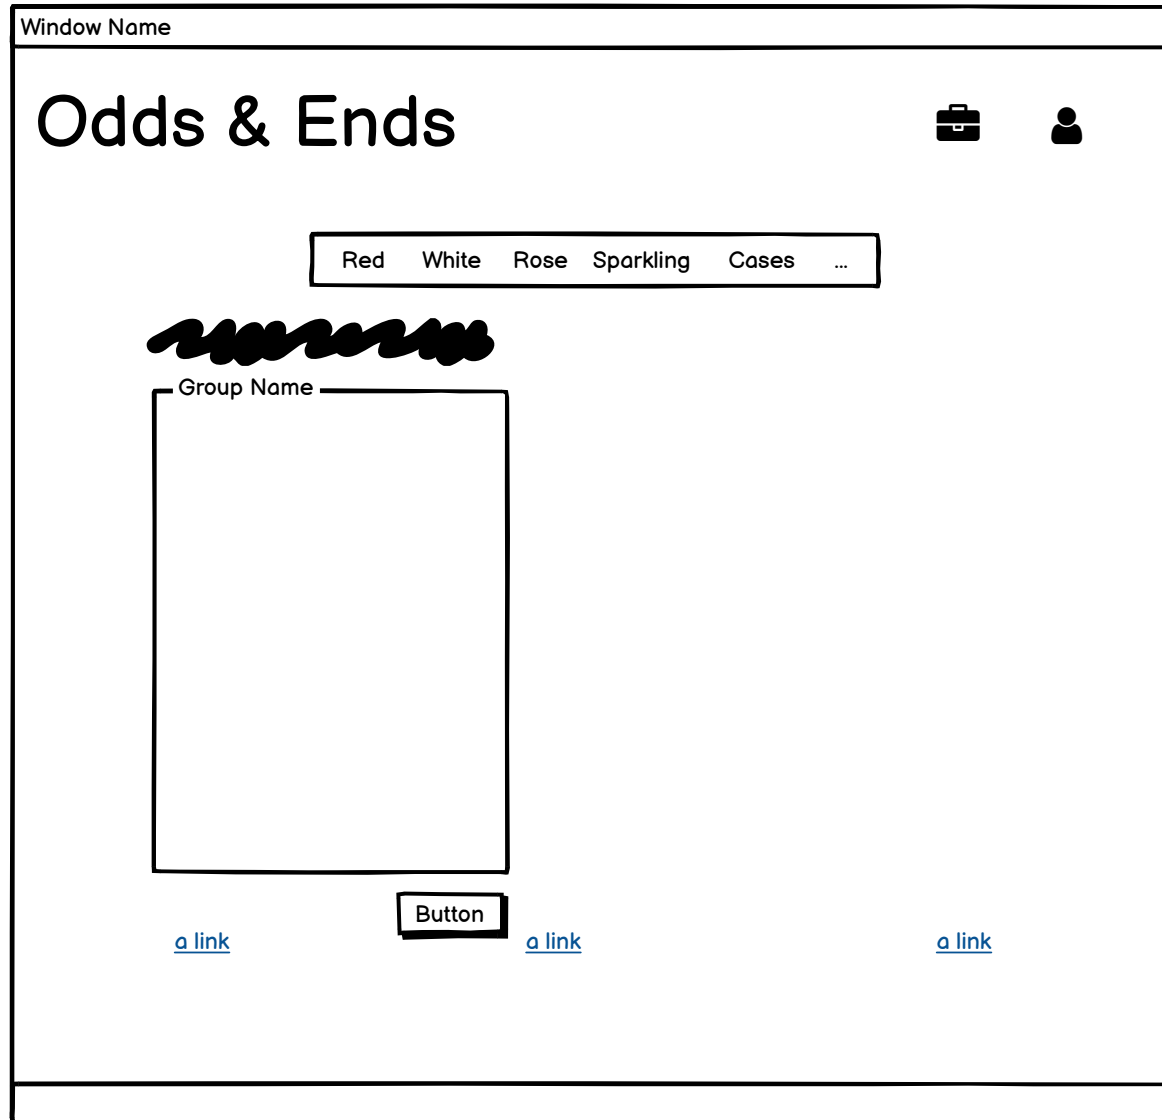 Window Name
Odds & Ends
Red White Rose Sparkling Cases ...
Group Name
Button
a link a link a link